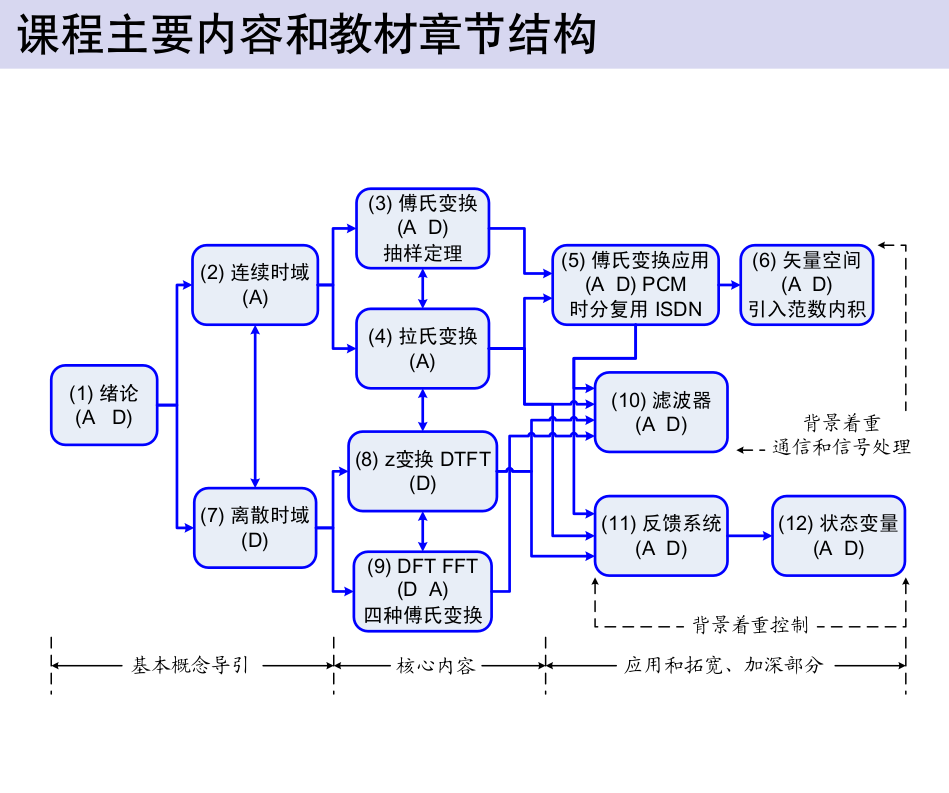 课程主要内容和教材章节结构
(1) 绪论
(A D)
(2) 连续时域
(A)
(7) 离散时域
(D)
(3) 傅氏变换
(A D)
抽样定理
(4) 拉氏变换
(A)
(8) z变换 DTFT
(D)
(9) DFT FFT
(D A)
四种傅氏变换
(5) 傅氏变换应用
(A D) PCM
时分复用 ISDN
(6) 矢量空间
(A D)
引入范数内积
(10) 滤波器
(A D)
背景着重
通信和信号处理
(11) 反馈系统
(A D)
(12) 状态变量
(A D)
背景着重控制
基本概念导引
核心内容
应用和拓宽、加深部分